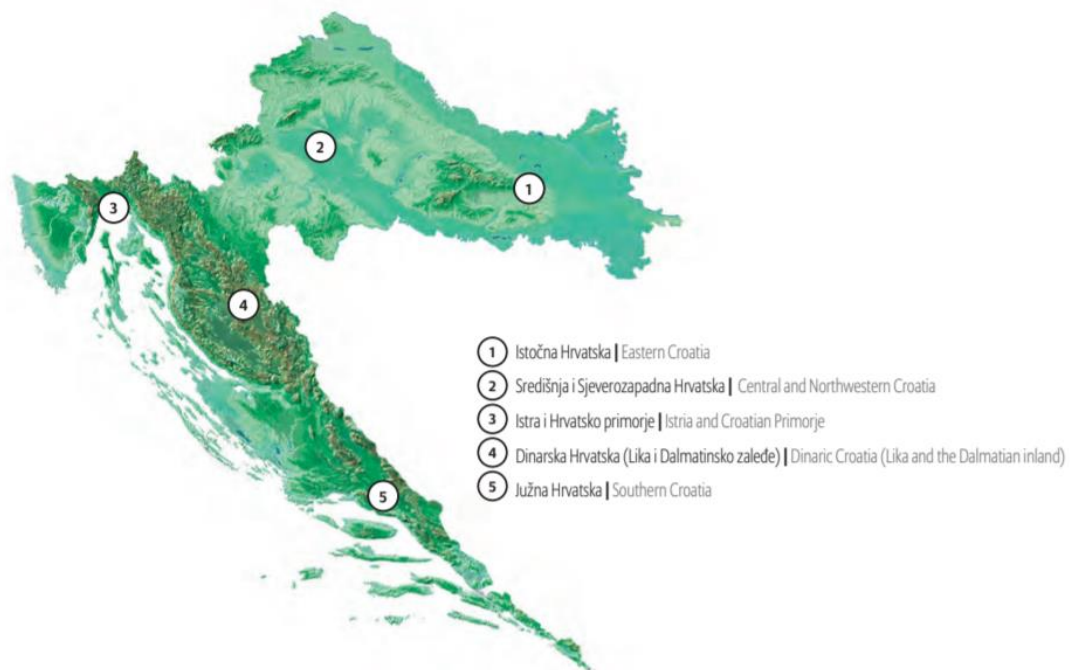 2
1
3
4
5
1 Istočna Hrvatska | Eastern Croatia
2 Središnja i Sjeverozapadna Hrvatska | Central and Northwestern Croatia
3 Istra i Hrvatsko primorje | Istria and Croatian Primorje
4 Dinarska Hrvatska (Lika i Dalmatinsko zaleđe) | Dinaric Croatia (Lika and the Dalmatian inland)
5 Južna Hrvatska | Southern Croatia